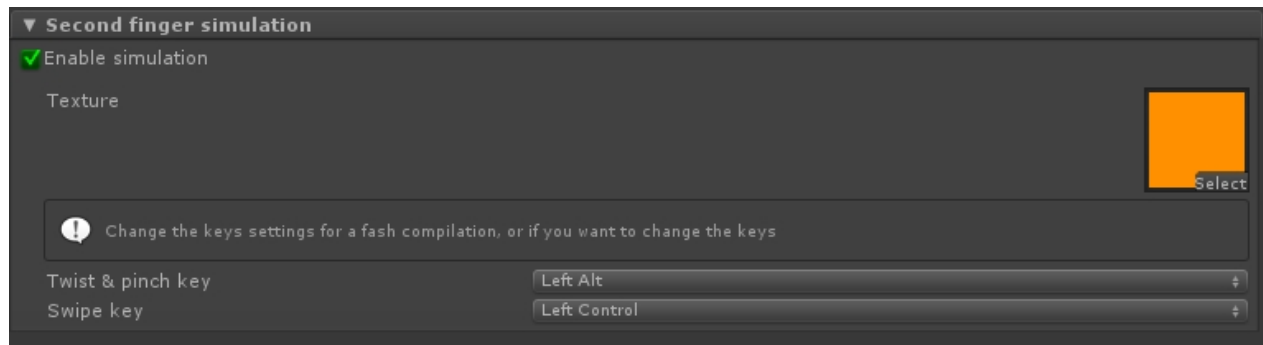 Second finger simulation
Enable simulation
Texture
Select
Change the keys settings for a fash compilation, or if you want to change the keys
Twist & pinch key Left Alt
Swipe key Left Control